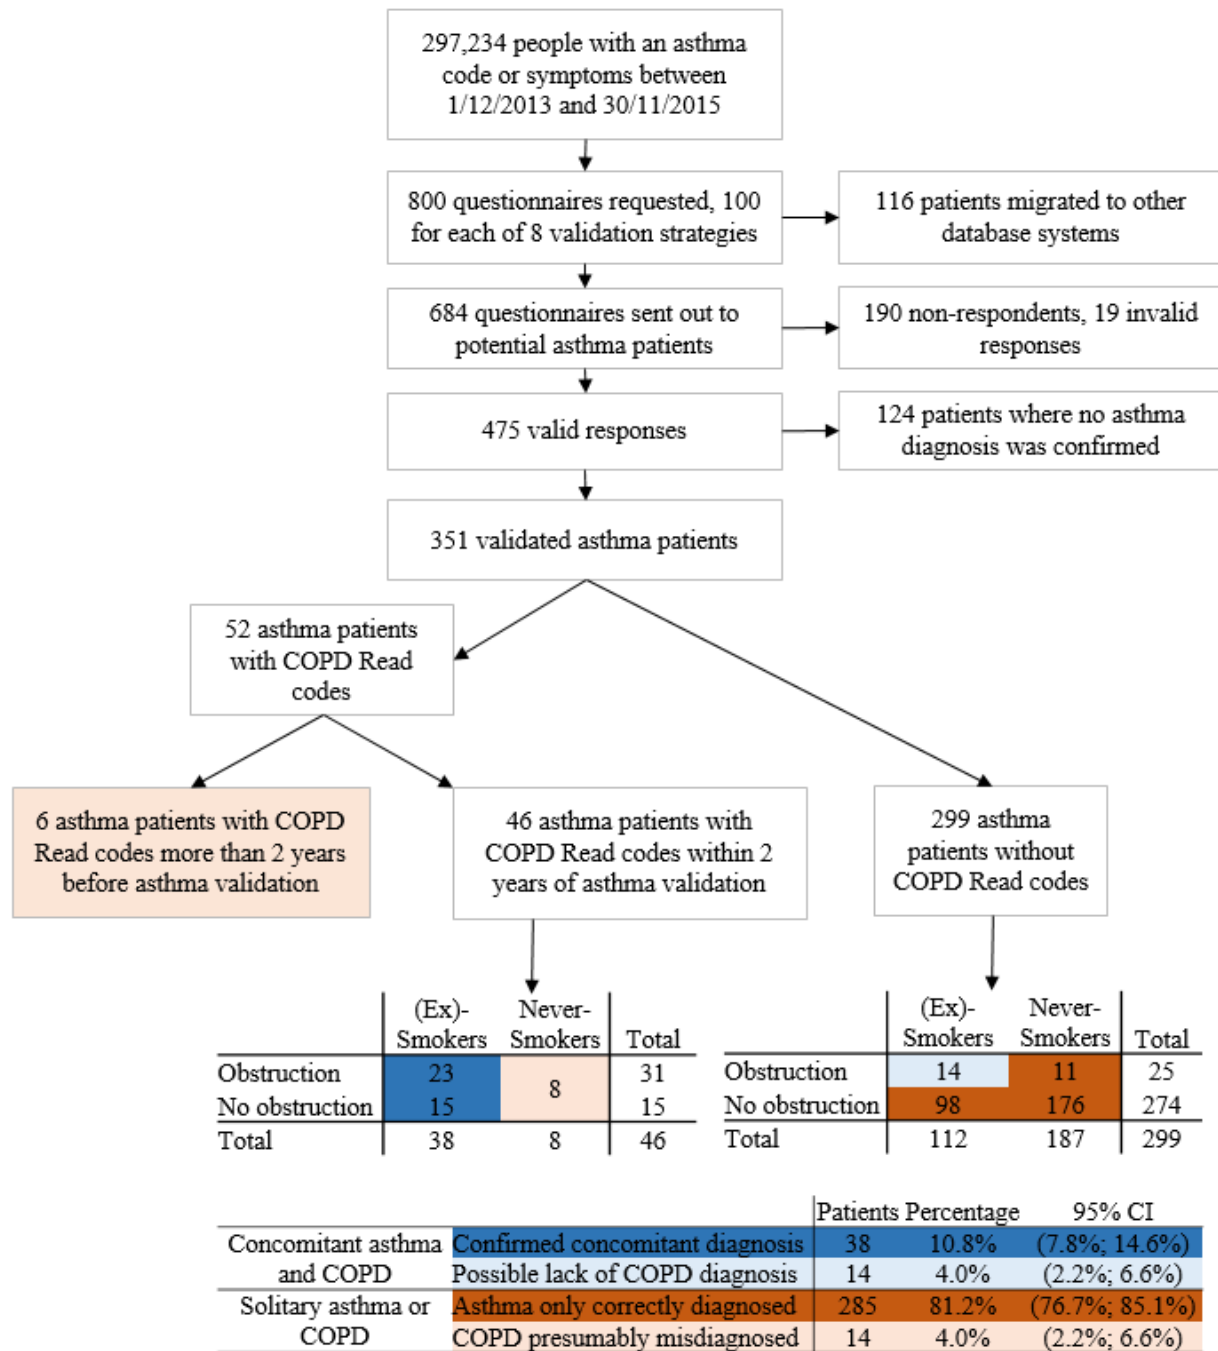 297,234 people with an asthma
code or symptoms between
1/12/2013 and 30/11/2015
800 questionnaires requested, 100
for each of 8 validation strategies
116 patients migrated to other
database systems
684 questionnaires sent out to
potential asthma patients
190 non-respondents, 19 invalid
responses
475 valid responses
124 patients where no asthma
diagnosis was confirmed
351 validated asthma patients
52 asthma patients
with COPD Read
codes
6 asthma patients with COPD
Read codes more than 2 years
before asthma validation
46 asthma patients with
COPD Read codes within 2
years of asthma validation
299 asthma
patients without
COPD Read codes
(Ex)- Never-
Smokers Smokers Total
Obstruction 23 8 31
No obstruction 15 15
Total 38 8 46
(Ex)- Never-
Smokers Smokers Total
Obstruction 14 11 25
No obstruction 98 176 274
Total 112 187 299
Patients Percentage 95% CI
Concomitant asthma Confirmed concomitant diagnosis 38 10.8% (7.8%; 14.6%)
and COPD Possible lack of COPD diagnosis 14 4.0% (2.2%; 6.6%)
Solitary asthma or Asthma only correctly diagnosed 285 81.2% (76.7%; 85.1%)
COPD COPD presumably misdiagnosed 14 4.0% (2.2%; 6.6%)